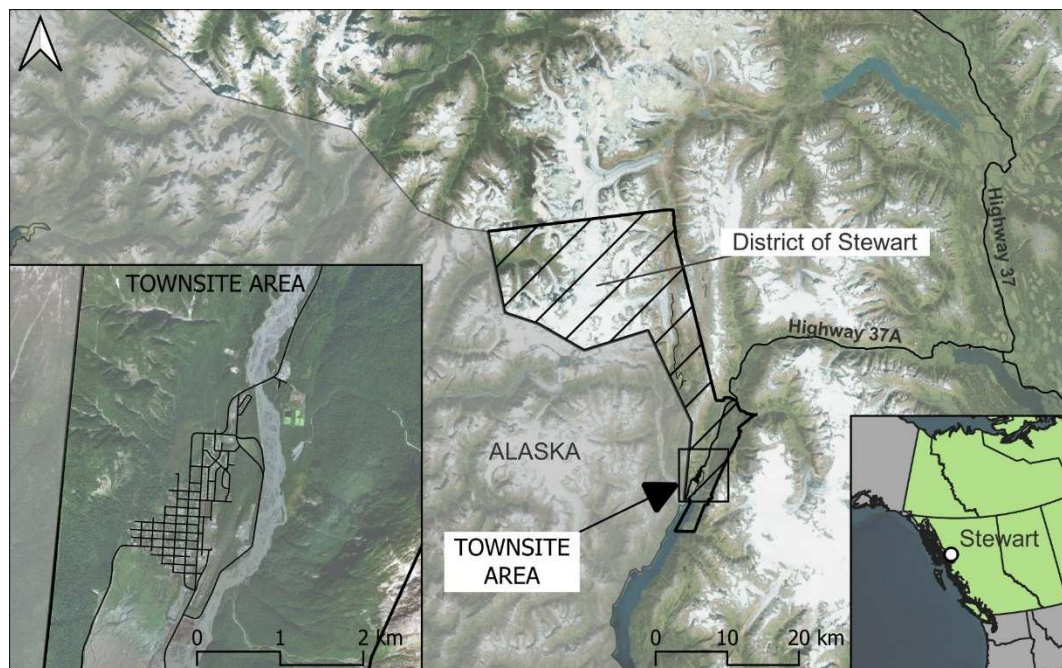 District of Stewart
Highway 37
Highway 37A
ALASKA
TOWNSITE
AREA
0 10 20 km
TOWNSITE AREA
0 1 2 km
Stewart